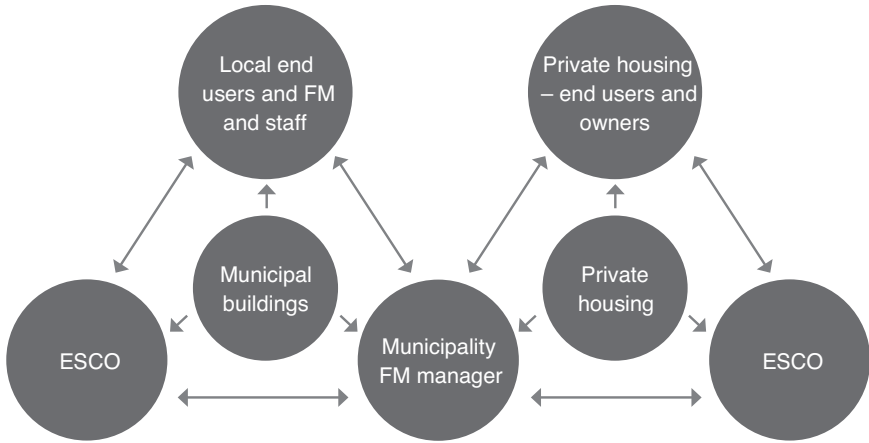 Local end
users and FM
and staff
Private housing
– end users and
owners
Municipal
buildings
Private
housing
ESCO
Municipality
FM manager
ESCO